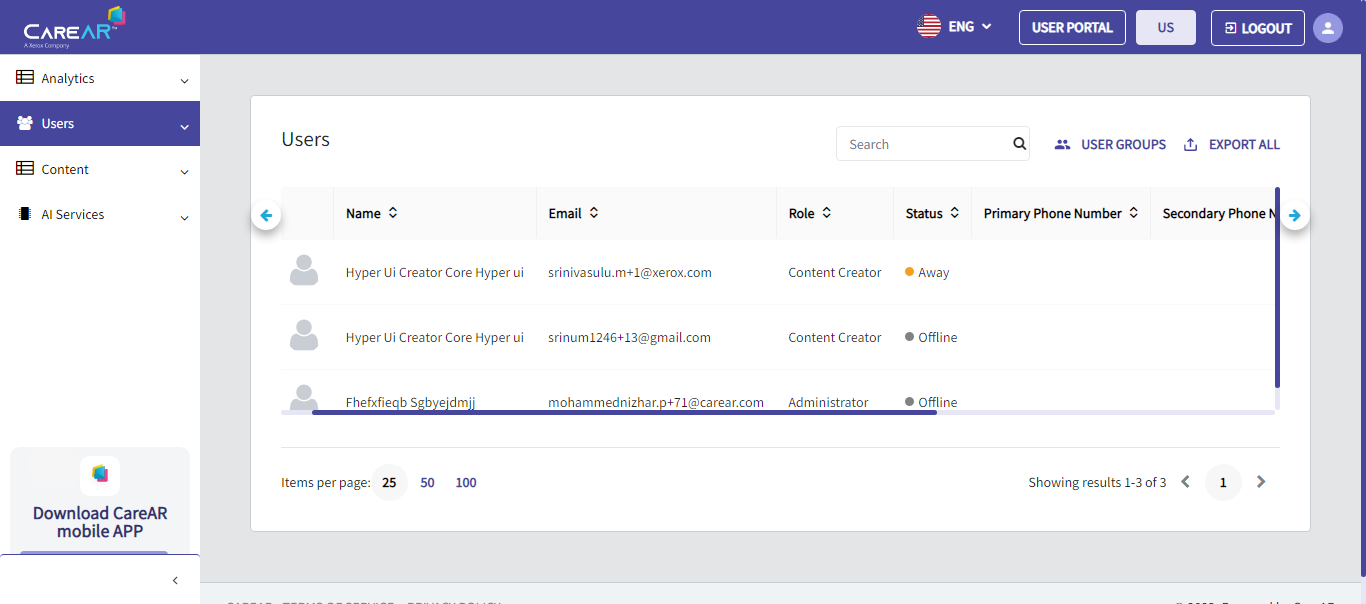 CareAR™
A Xerox Company
ENG
USER PORTAL
US
LOGOUT
Analytics
Users
Content
AI Services
Download CareAR
mobile APP
Users
Search
USER GROUPS
EXPORT ALL
Name Email Role Status Primary Phone Number Secondary Phone N
Hyper Ui Creator Core Hyper ui srinivasulu.m+1@xerox.com Content Creator Away
Hyper Ui Creator Core Hyper ui srinum1246+13@gmail.com Content Creator Offline
Fhefxfieqb Sgbyejdmjj mohammednizhar.p+71@carear.com Administrator Offline
Items per page: 25 50 100
Showing results 1-3 of 3 1